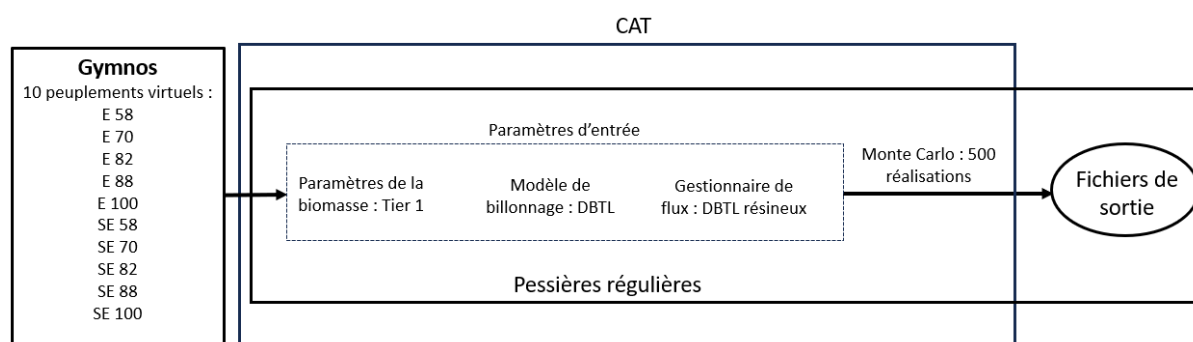 CAT
Gymnos
10 peuplements virtuels :
E 58
E 70
E 82
E 88
E 100
SE 58
SE 70
SE 82
SE 88
SE 100
Paramètres d’entrée
Paramètres de la
biomasse : Tier 1
Modèle de
billonnage : DBTL
Gestionnaire de
flux : DBTL résineux
Monte Carlo : 500
réalisations
Fichiers de
sortie
Pessières régulières